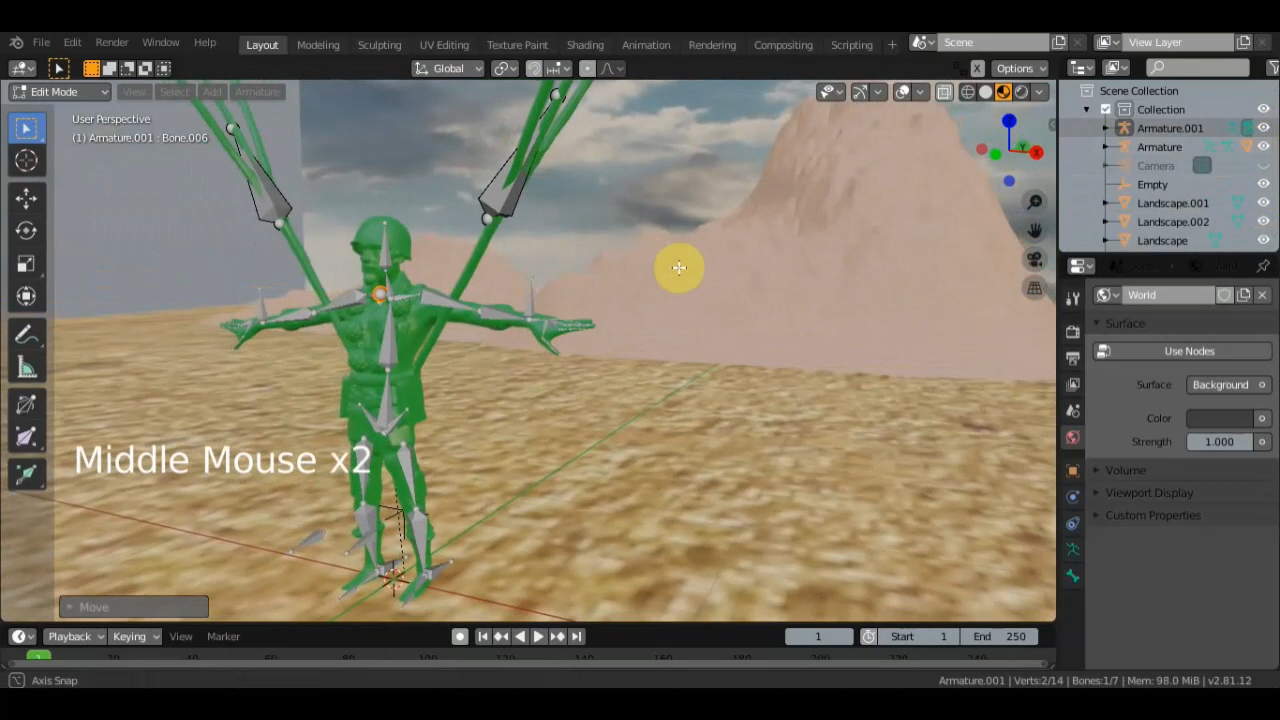 File Edit Render Window Help Layout Modeling Sculpting UV Editing Texture Paint Shading Animation Rendering Compositing Scripting + Scene View Layer
Global X Options
Edit Mode View Select Add Armature
Scene Collection
User Perspective
Collection
(1) Armature.001 : Bone.006
Armature.001
Armature
Camera
Empty
Landscape.001
Landscape.002
Landscape
World
Surface
Use Nodes
Surface Background
Color
Strength 1.000
Middle Mouse x2
Volume
Viewport Display
Custom Properties
Move
Playback Keying View Marker 1 Start 1 End 250
Axis Snap Armature.001 | Verts:2/14 | Bones:1/7 | Mem: 98.0 MiB | v2.81.12